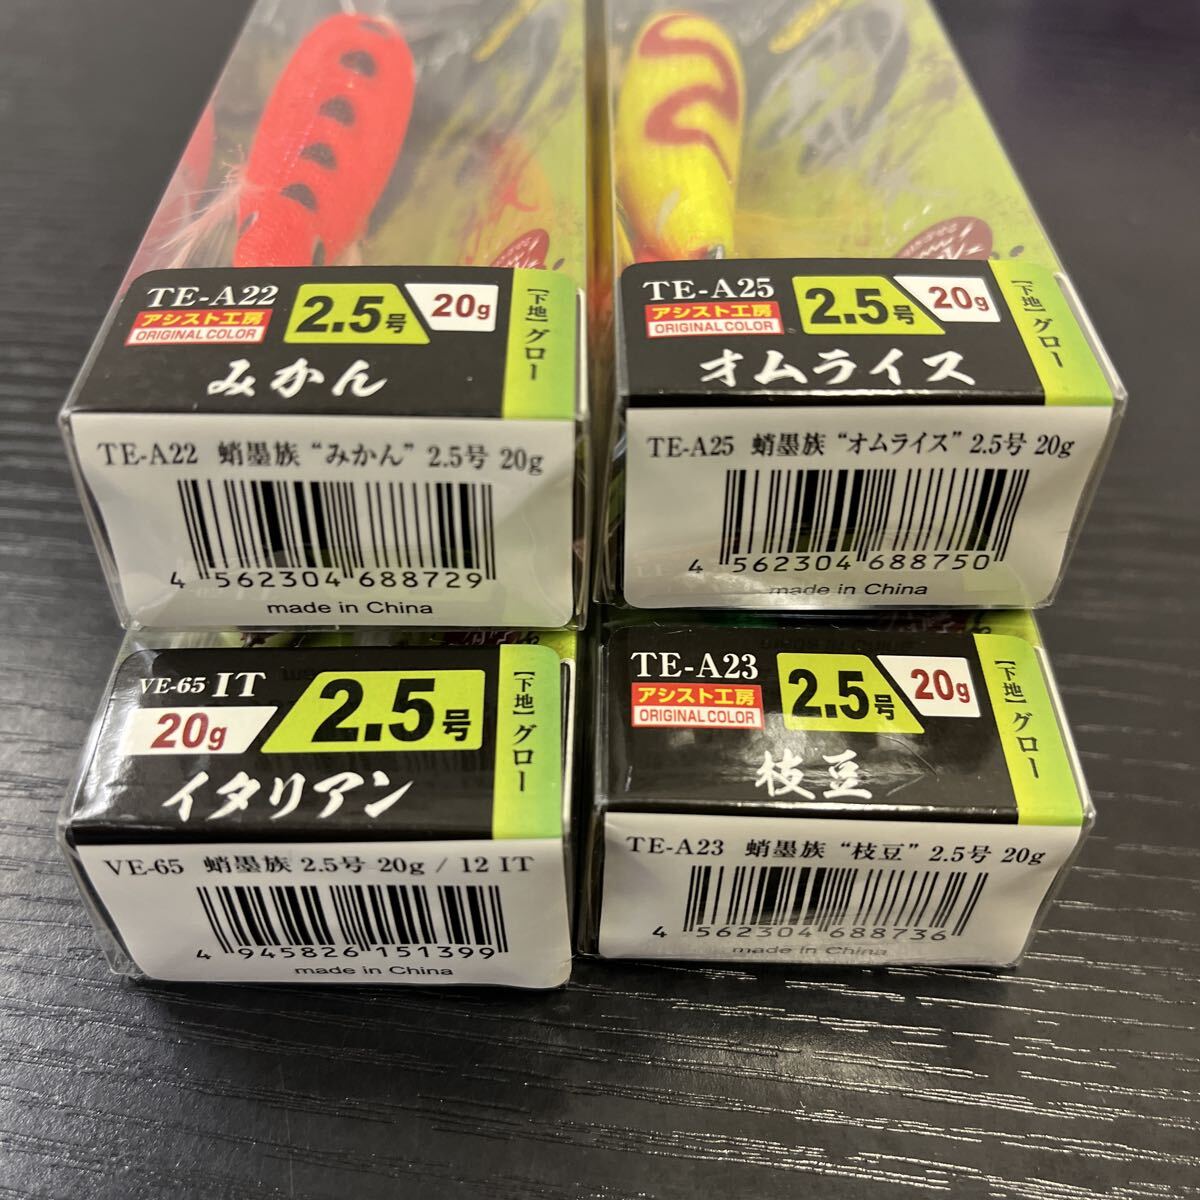 TE-A22
アシスト工房
ORIGINAL COLOR
2.5号
20g
【下地】グロー
みかん
TE-A22 蛸墨族 “みかん” 2.5号 20g
4 562304 688729
made in China
TE-A25
アシスト工房
ORIGINAL COLOR
2.5号
20g
【下地】グロー
オムライス
TE-A25 蛸墨族 “オムライス” 2.5号 20g
4 562304 688750
made in China
VE-65 IT
20g
2.5号
【下地】グロー
イタリアン
VE-65 蛸墨族 2.5号 20g / 12 IT
4 945826 151399
made in China
TE-A23
アシスト工房
ORIGINAL COLOR
2.5号
20g
【下地】グロー
枝豆
TE-A23 蛸墨族 “枝豆” 2.5号 20g
4 562304 688736
made in China